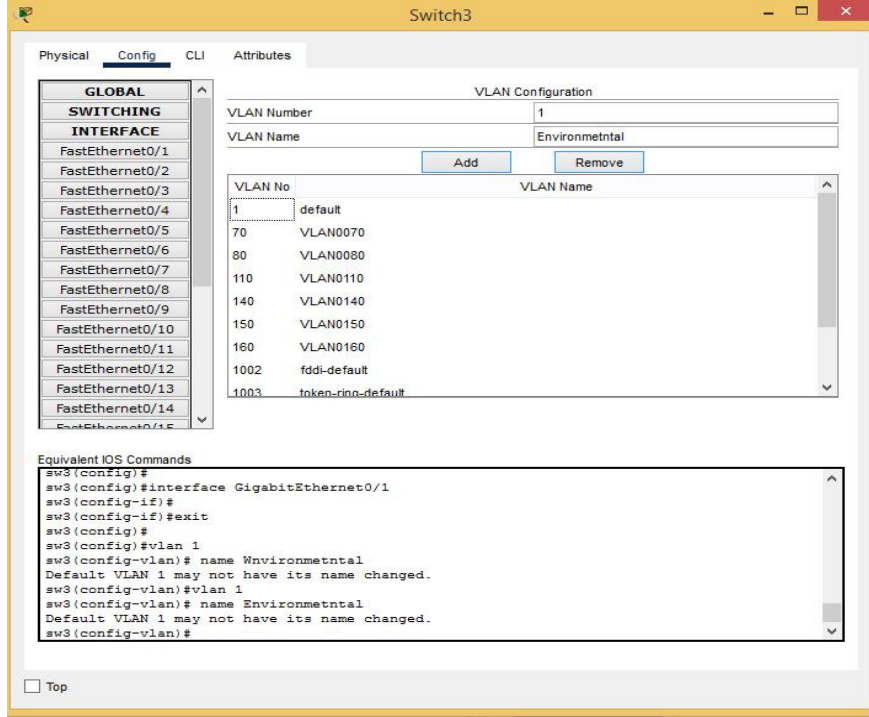 Switch3
Physical Config CLI Attributes
GLOBAL
SWITCHING
INTERFACE
FastEthernet0/1
FastEthernet0/2
FastEthernet0/3
FastEthernet0/4
FastEthernet0/5
FastEthernet0/6
FastEthernet0/7
FastEthernet0/8
FastEthernet0/9
FastEthernet0/10
FastEthernet0/11
FastEthernet0/12
FastEthernet0/13
FastEthernet0/14
FastEthernet0/15
VLAN Configuration
VLAN Number 1
VLAN Name Environmetntal
Add Remove
VLAN No VLAN Name
1 default
70 VLAN0070
80 VLAN0080
110 VLAN0110
140 VLAN0140
150 VLAN0150
160 VLAN0160
1002 fddi-default
1003 token-ring-default
Equivalent IOS Commands
sw3(config)#
sw3(config)#interface GigabitEthernet0/1
sw3(config-if)#
sw3(config-if)#exit
sw3(config)#
sw3(config)#vlan 1
sw3(config-vlan)# name Wnvironmetntal
Default VLAN 1 may not have its name changed.
sw3(config-vlan)#vlan 1
sw3(config-vlan)# name Environmetntal
Default VLAN 1 may not have its name changed.
sw3(config-vlan)#
Top